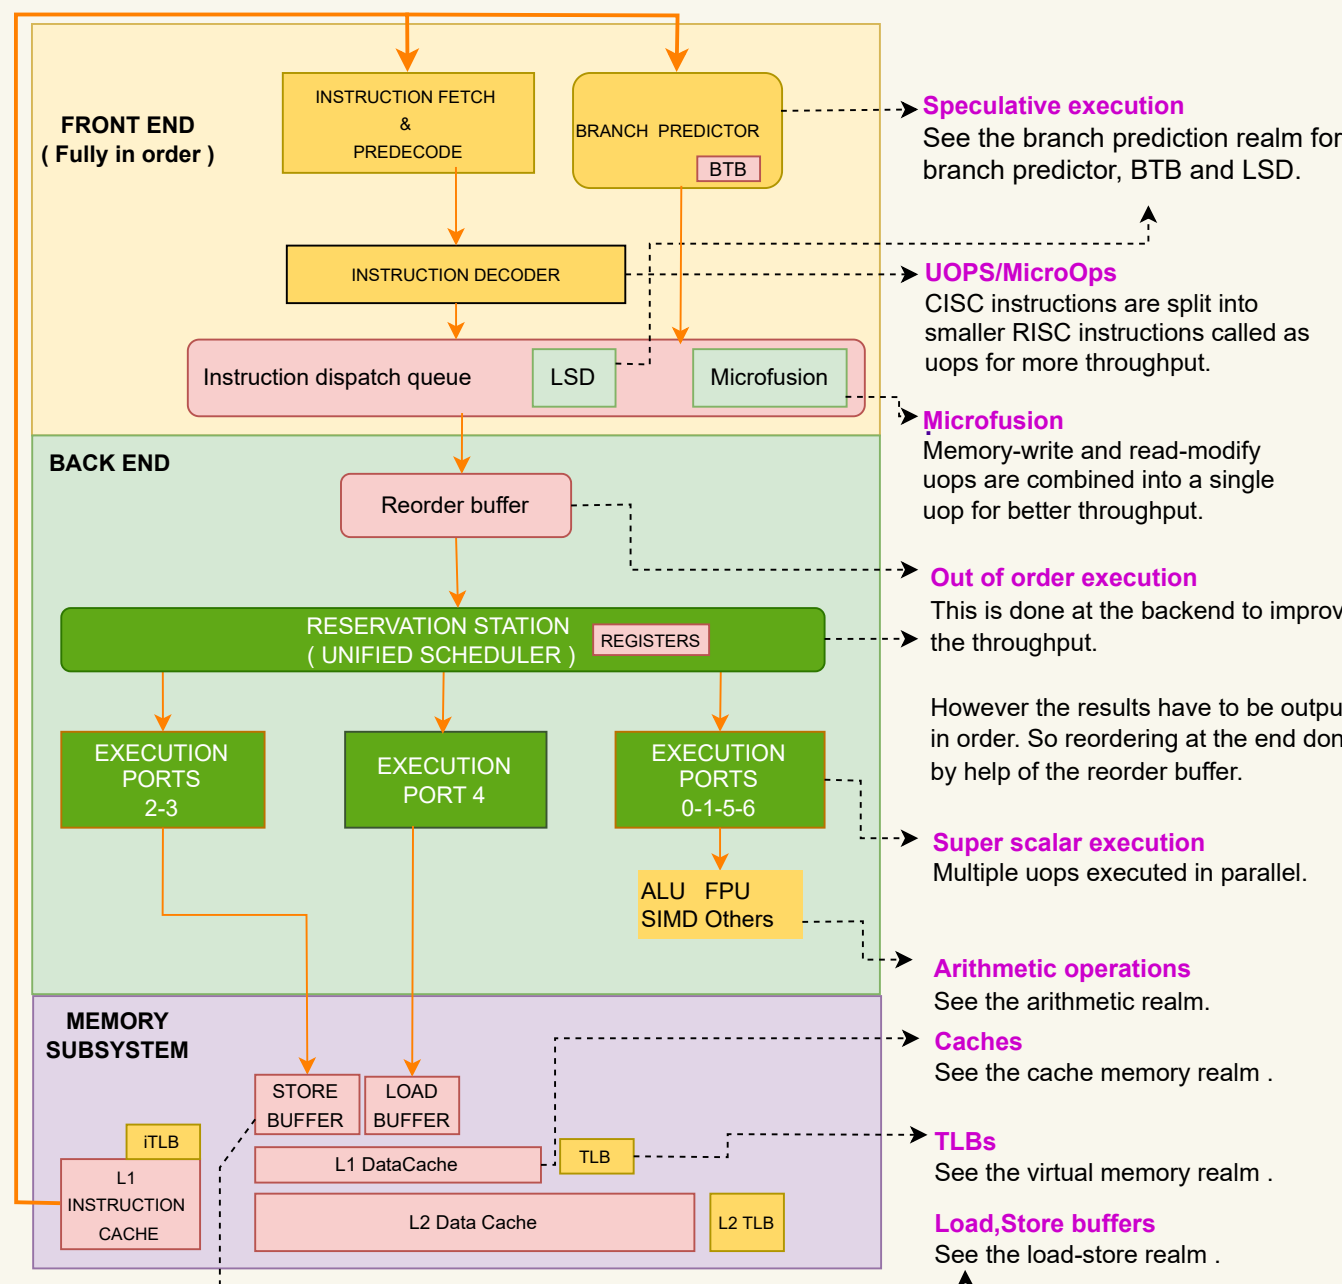 FRONT END
( Fully in order )
INSTRUCTION FETCH
&
PREDECODE
BRANCH PREDICTOR
BTB
Speculative execution
See the branch prediction realm for
branch predictor, BTB and LSD.
INSTRUCTION DECODER
UOPS/MicroOps
CISC instructions are split into
smaller RISC instructions called as
uops for more throughput.
Instruction dispatch queue
LSD
Microfusion
Microfusion
Memory-write and read-modify
uops are combined into a single
uop for better throughput.
BACK END
Reorder buffer
Out of order execution
This is done at the backend to improv
the throughput.
However the results have to be outpu
in order. So reordering at the end don
by help of the reorder buffer.
RESERVATION STATION
( UNIFIED SCHEDULER )
REGISTERS
EXECUTION
PORTS
2-3
EXECUTION
PORT 4
EXECUTION
PORTS
0-1-5-6
Super scalar execution
Multiple uops executed in parallel.
ALU FPU
SIMD Others
Arithmetic operations
See the arithmetic realm.
MEMORY
SUBSYSTEM
Caches
See the cache memory realm .
STORE
BUFFER
LOAD
BUFFER
iTLB
L1
INSTRUCTION
CACHE
L1 DataCache
TLB
TLBs
See the virtual memory realm .
L2 Data Cache
L2 TLB
Load,Store buffers
See the load-store realm .